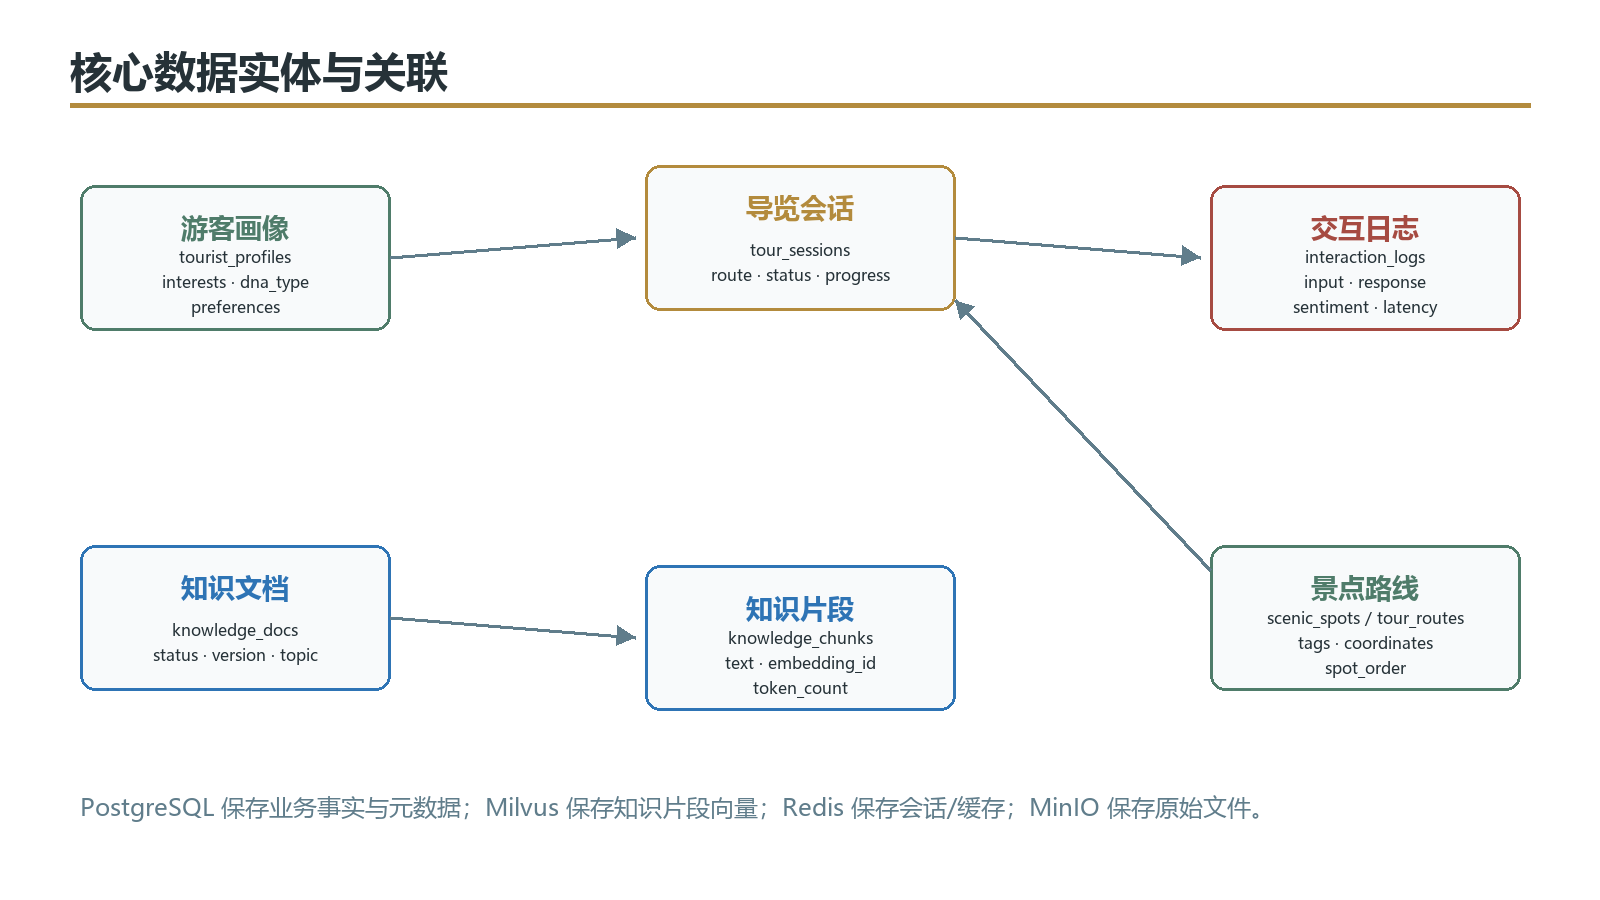 核心数据实体与关联
游客画像
tourist_profiles
interests · dna_type
preferences
导览会话
tour_sessions
route · status · progress
交互日志
interaction_logs
input · response
sentiment · latency
知识文档
knowledge_docs
status · version · topic
知识片段
knowledge_chunks
text · embedding_id
token_count
景点路线
scenic_spots / tour_routes
tags · coordinates
spot_order
PostgreSQL 保存业务事实与元数据；Milvus 保存知识片段向量；Redis 保存会话/缓存；MinIO 保存原始文件。